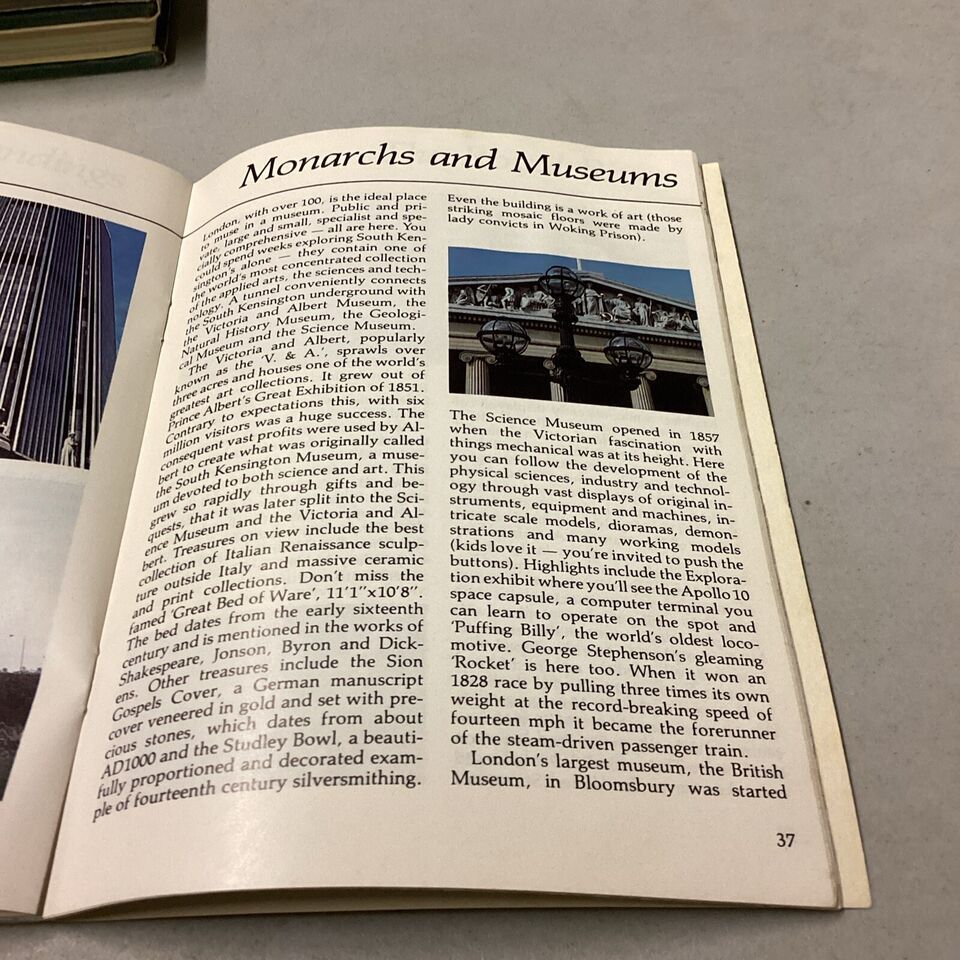 Monarchs and Museums
London, with over 100, is the ideal place
to muse in a museum. Public and pri-
vate, large and small, specialist and spe-
cially comprehensive — all are here. You
could spend weeks exploring South Ken-
sington's alone — they contain one of
the world's most concentrated collection
of the applied arts, the sciences and tech-
nology. A tunnel conveniently connects
the South Kensington underground with
the Victoria and Albert Museum, the
Natural History Museum, the Geologi-
cal Museum and the Science Museum.
The Victoria and Albert, popularly
known as the 'V. & A.', sprawls over
three acres and houses one of the world's
greatest art collections. It grew out of
Prince Albert's Great Exhibition of 1851.
Contrary to expectations this, with six
million visitors was a huge success. The
consequent vast profits were used by Al-
bert to create what was originally called
the South Kensington Museum, a muse-
um devoted to both science and art. This
grew so rapidly through gifts and be-
quests, that it was later split into the Sci-
ence Museum and the Victoria and Al-
bert. Treasures on view include the best
collection of Italian Renaissance sculp-
ture outside Italy and massive ceramic
and print collections. Don't miss the
famed 'Great Bed of Ware', 11'1"x10'8".
The bed dates from the early sixteenth
century and is mentioned in the works of
Shakespeare, Jonson, Byron and Dick-
ens. Other treasures include the Sion
Gospels Cover, a German manuscript
cover veneered in gold and set with pre-
cious stones, which dates from about
AD1000 and the Studley Bowl, a beauti-
fully proportioned and decorated exam-
ple of fourteenth century silversmithing.
Even the building is a work of art (those
striking mosaic floors were made by
lady convicts in Woking Prison).
The Science Museum opened in 1857
when the Victorian fascination with
things mechanical was at its height. Here
you can follow the development of the
physical sciences, industry and technol-
ogy through vast displays of original in-
struments, equipment and machines, in-
tricate scale models, dioramas, demon-
strations and many working models
(kids love it — you're invited to push the
buttons). Highlights include the Explora-
tion exhibit where you'll see the Apollo 10
space capsule, a computer terminal you
can learn to operate on the spot and
'Puffing Billy', the world's oldest loco-
motive. George Stephenson's gleaming
'Rocket' is here too. When it won an
1828 race by pulling three times its own
weight at the record-breaking speed of
fourteen mph it became the forerunner
of the steam-driven passenger train.
London's largest museum, the British
Museum, in Bloomsbury was started
37